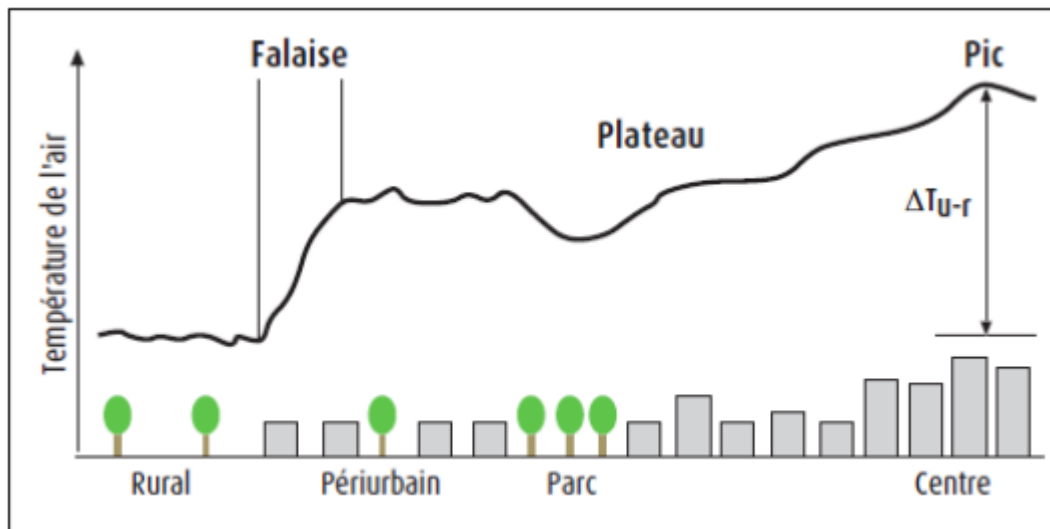 Falaise
Pic
Plateau
Température de l'air
ΔTu-r
Rural
Périurbain
Parc
Centre